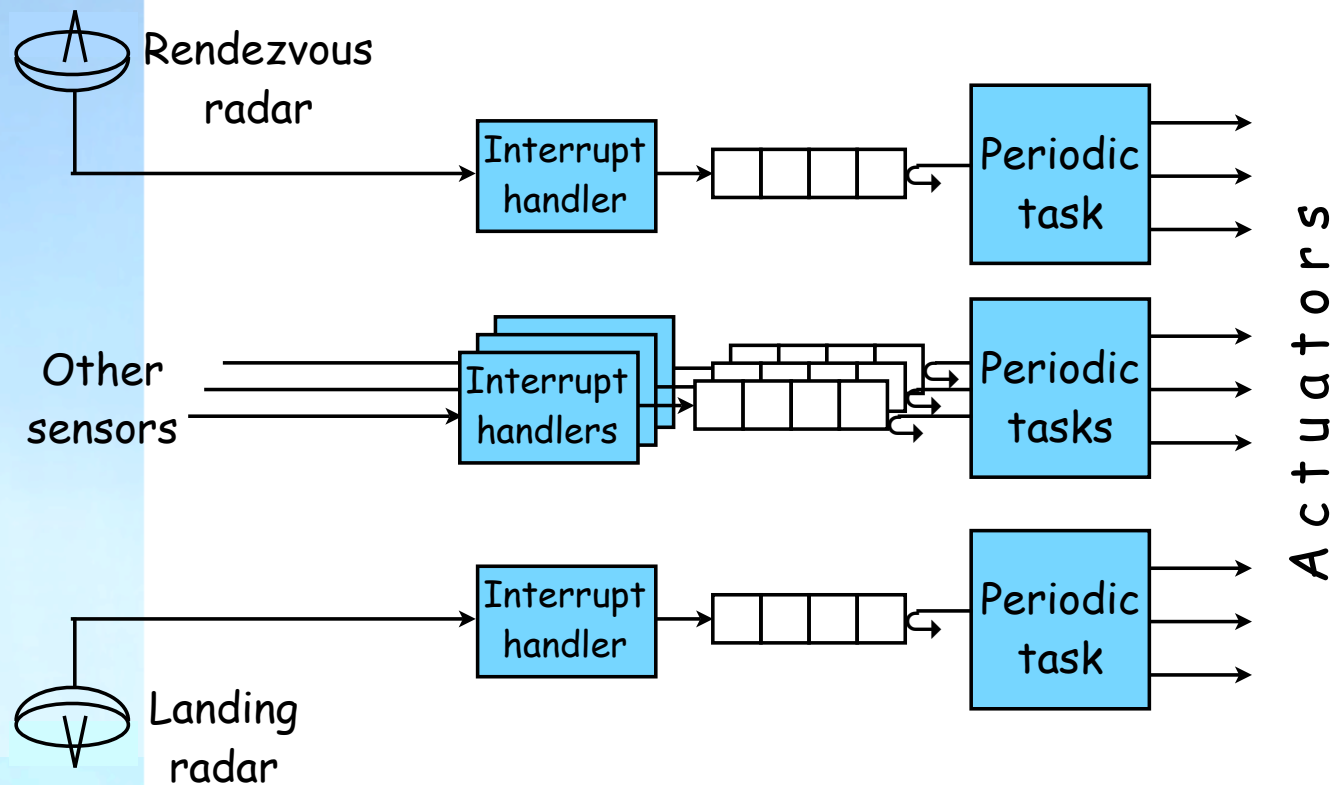 Rendezvous
radar
Interrupt
handler
Periodic
task
Other
sensors
Interrupt
handlers
Periodic
tasks
Actuators
Interrupt
handler
Periodic
task
Landing
radar